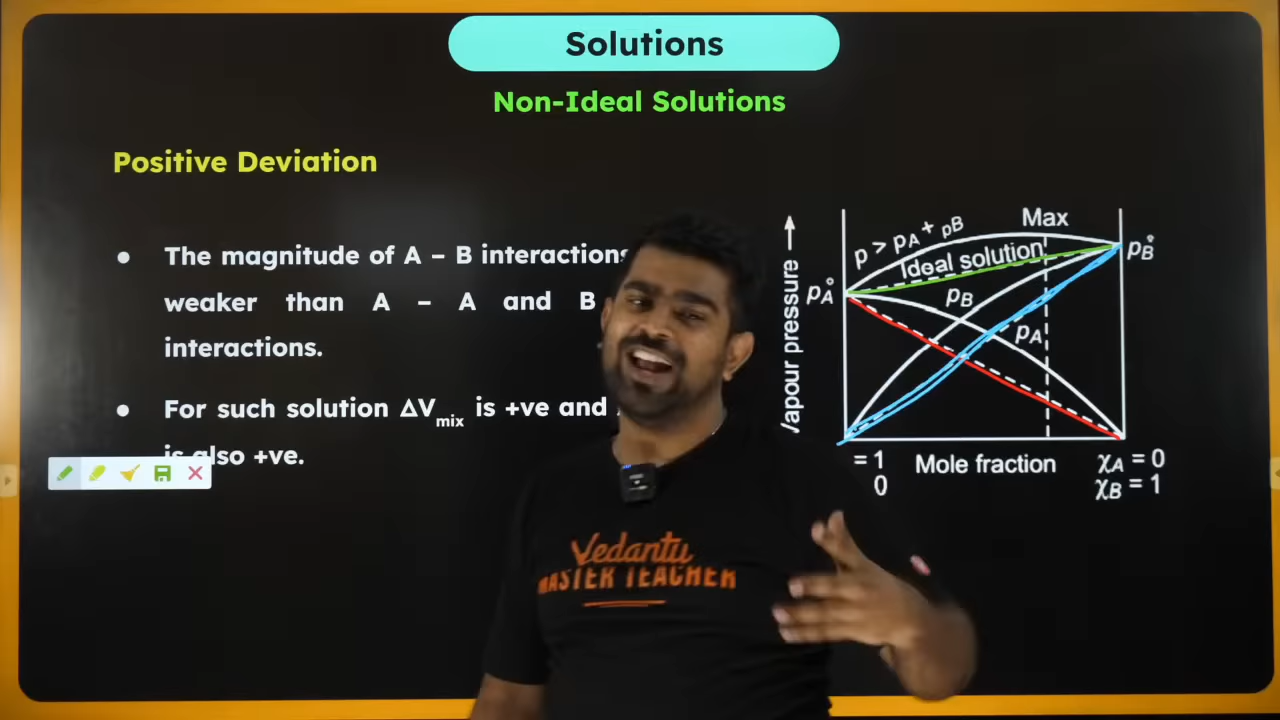 Solutions
Non-Ideal Solutions
Positive Deviation
• The magnitude of A – B interactions
weaker than A – A and B
interactions.
• For such solution ΔVmix is +ve and
is also +ve.
Max
p > pA + pB
Ideal solution
pB°
pA°
pB
pA
Vapour pressure →
= 1
0
Mole fraction
χA = 0
χB = 1
Vedantu
MASTER TEACHER